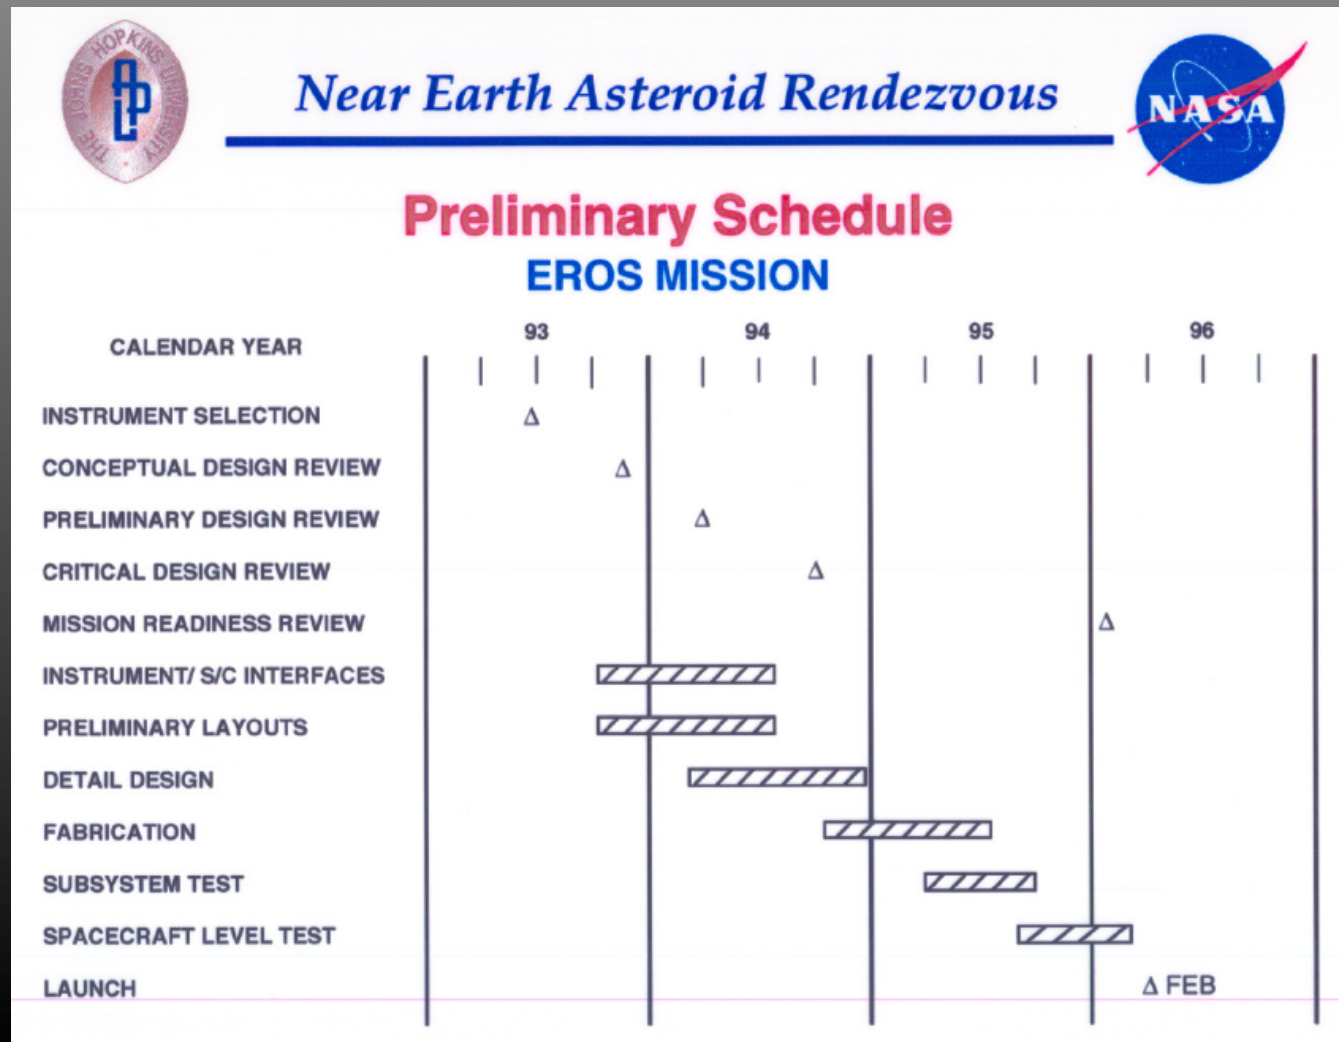 THE JOHNS HOPKINS UNIVERSITY
APL
Near Earth Asteroid Rendezvous
NASA
Preliminary Schedule
EROS MISSION
CALENDAR YEAR 93 94 95 96
INSTRUMENT SELECTION Δ
CONCEPTUAL DESIGN REVIEW Δ
PRELIMINARY DESIGN REVIEW Δ
CRITICAL DESIGN REVIEW Δ
MISSION READINESS REVIEW Δ
INSTRUMENT/ S/C INTERFACES
PRELIMINARY LAYOUTS
DETAIL DESIGN
FABRICATION
SUBSYSTEM TEST
SPACECRAFT LEVEL TEST
LAUNCH Δ FEB